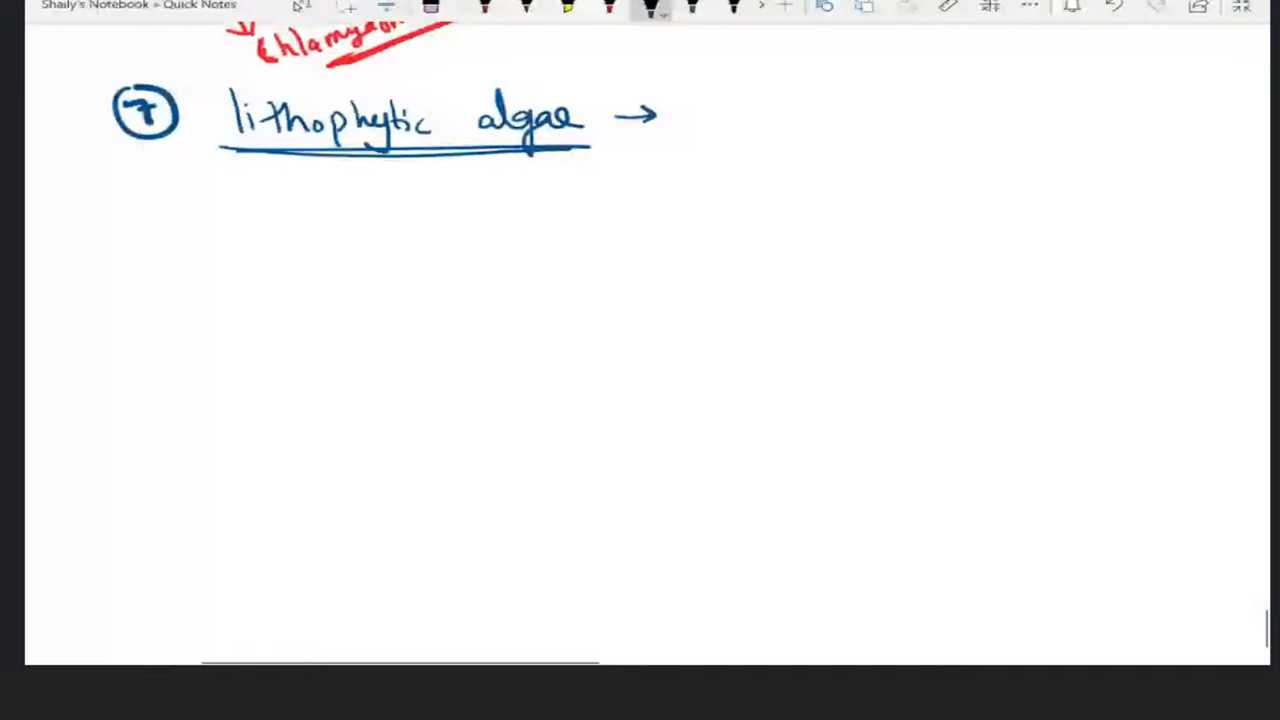 Shaily's Notebook » Quick Notes
⑦ lithophytic algae →